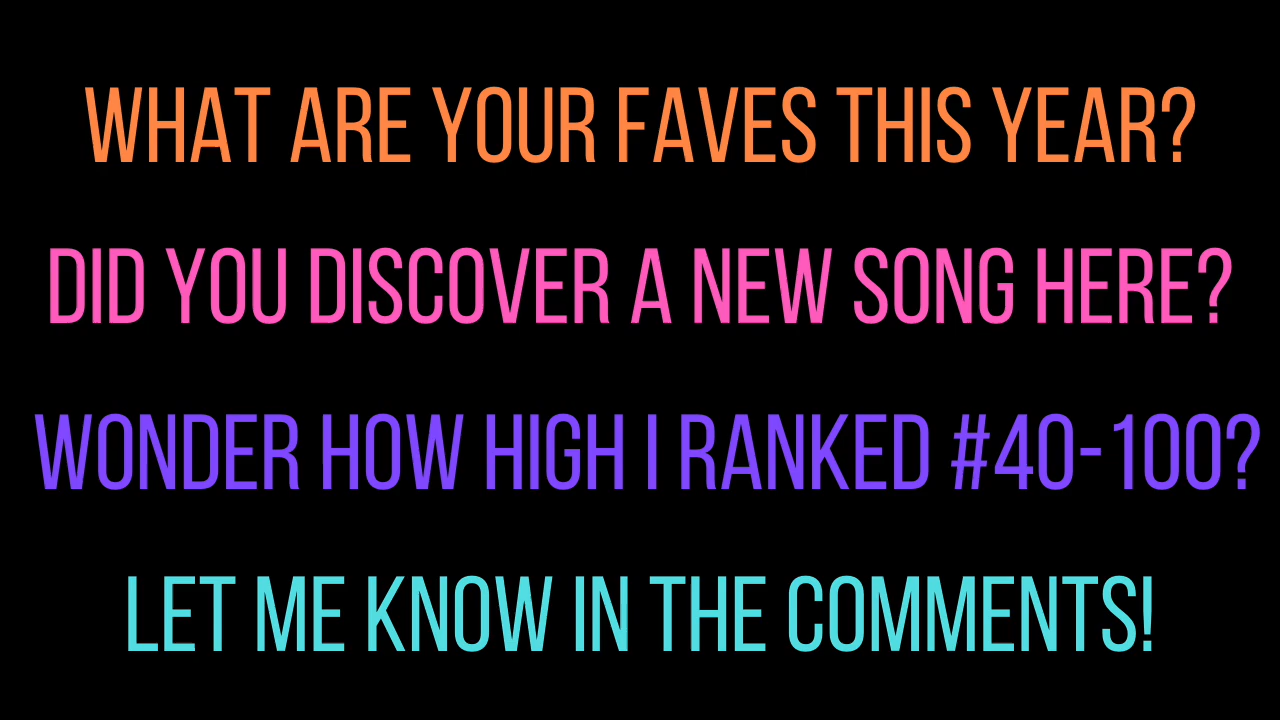 WHAT ARE YOUR FAVES THIS YEAR?
DID YOU DISCOVER A NEW SONG HERE?
WONDER HOW HIGH I RANKED #40-100?
LET ME KNOW IN THE COMMENTS!